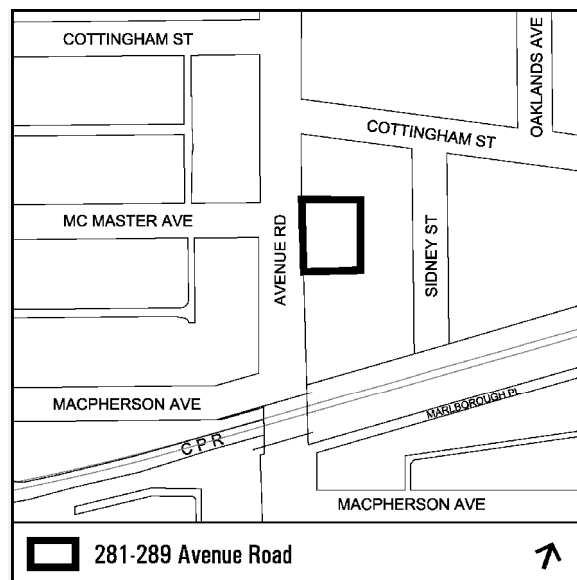 COTTINGHAM ST
OAKLANDS AVE
COTTINGHAM ST
MC MASTER AVE
AVENUE RD
SIDNEY ST
MACPHERSON AVE
MARLBOROUGH PL
CPR
MACPHERSON AVE
281-289 Avenue Road